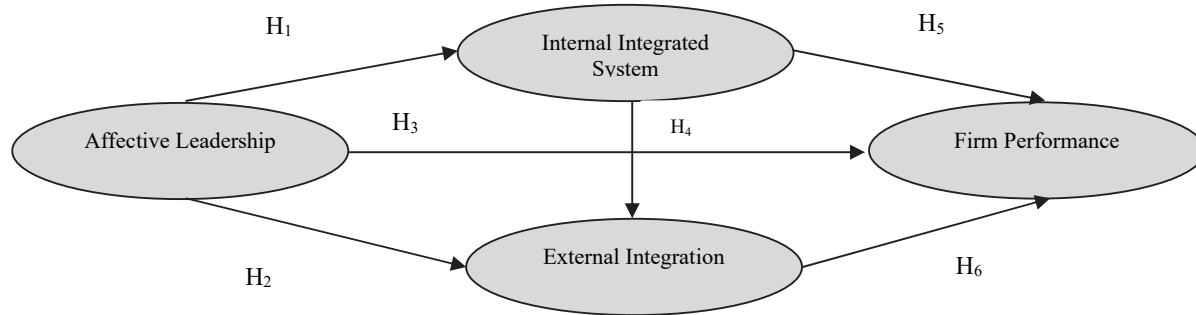 H₁
Internal Integrated
System
H₅
Affective Leadership
H₃
H₄
Firm Performance
External Integration
H₂
H₆